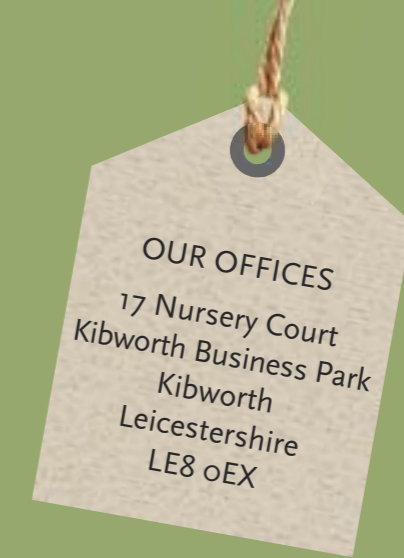 OUR OFFICES
17 Nursery Court
Kibworth Business Park
Kibworth
Leicestershire
LE8 0EX